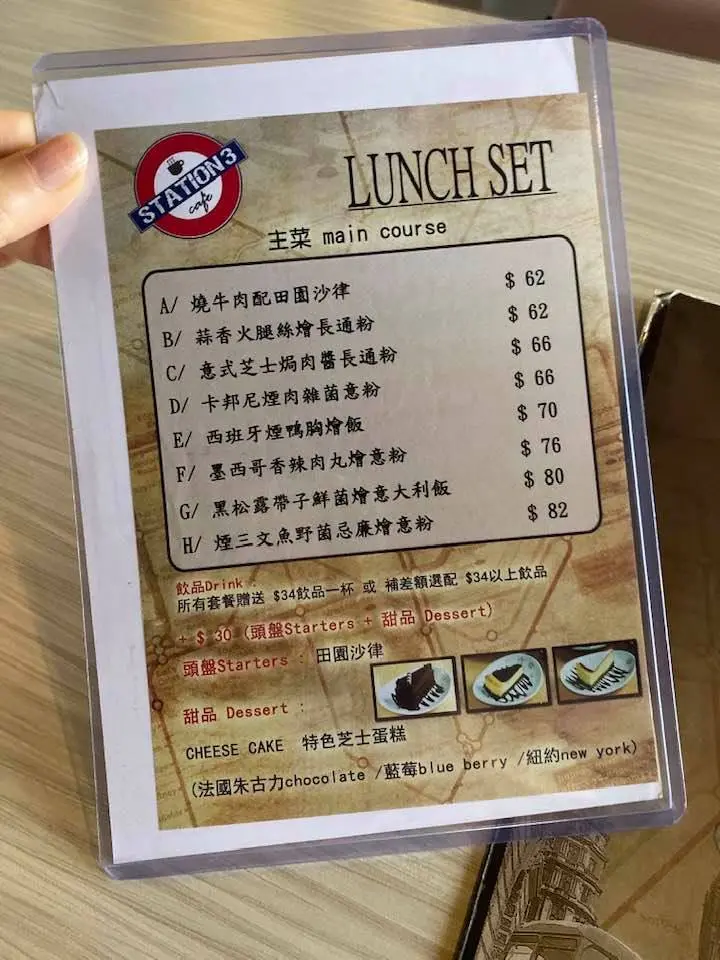 STATION3
cafe
LUNCH SET
主菜 main course
A/ 燒牛肉配田園沙律 $ 62
B/ 蒜香火腿絲燴長通粉 $ 62
C/ 意式芝士焗肉醬長通粉 $ 66
D/ 卡邦尼煙肉雜菌意粉 $ 66
E/ 西班牙煙鴨胸燴飯 $ 70
F/ 墨西哥香辣肉丸燴意粉 $ 76
G/ 黑松露帶子鮮菌燴意大利飯 $ 80
H/ 煙三文魚野菌忌廉燴意粉 $ 82
飲品Drink :
所有套餐贈送 $34飲品一杯 或 補差額選配 $34以上飲品
+ $ 30 (頭盤Starters + 甜品 Dessert)
頭盤Starters : 田園沙律
甜品 Dessert :
CHEESE CAKE 特色芝士蛋糕
(法國朱古力chocolate /藍莓blue berry /紐約new york)